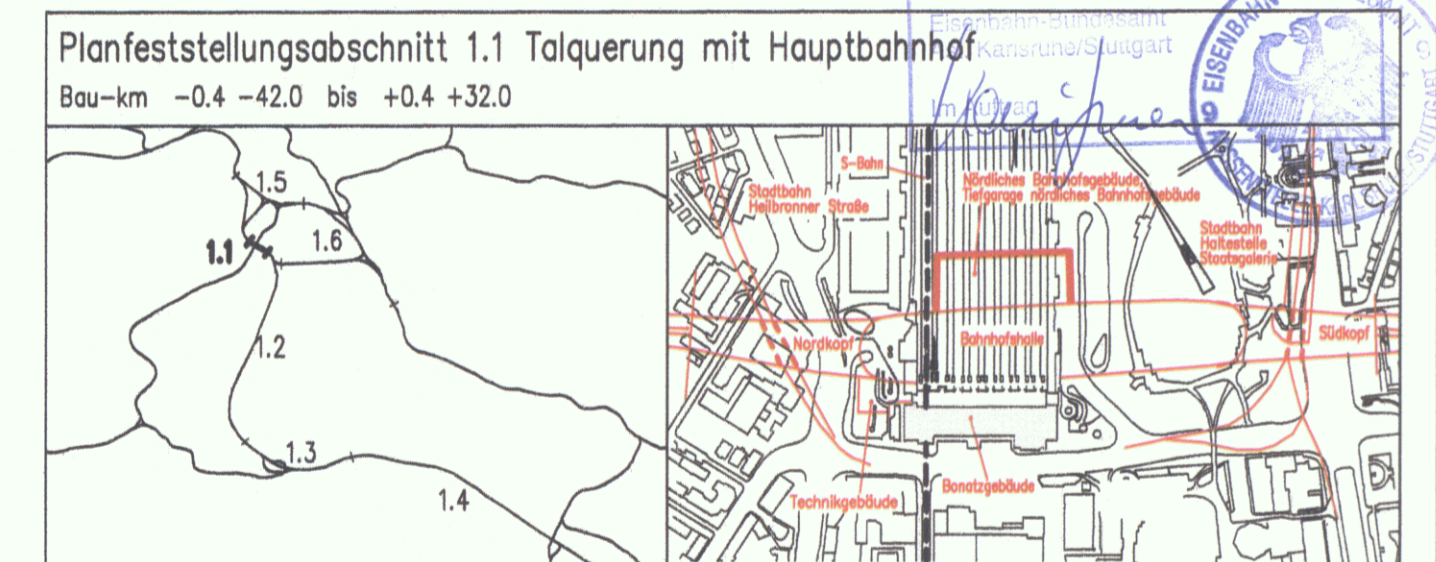 Planfeststellungsabschnitt 1.1 Talquerung mit Hauptbahnhof
Bau-km -0.4 -42.0 bis +0.4 +32.0
Eisenbahn-Bundesamt
Karlsruhe/Stuttgart
Im Auftrag
1.5
1.1
1.6
1.2
1.3
1.4
S-Bahn
Stadtbahn
Heilbronner Straße
Nördliches Bahnhofsgebäude,
Tiefgarage nördliches Bahnhofsgebäude
Stadtbahn
Haltestelle
Staatsgalerie
Nordkopf
Bahnhofshalle
Südkopf
Technikgebäude
Bonatzgebäude